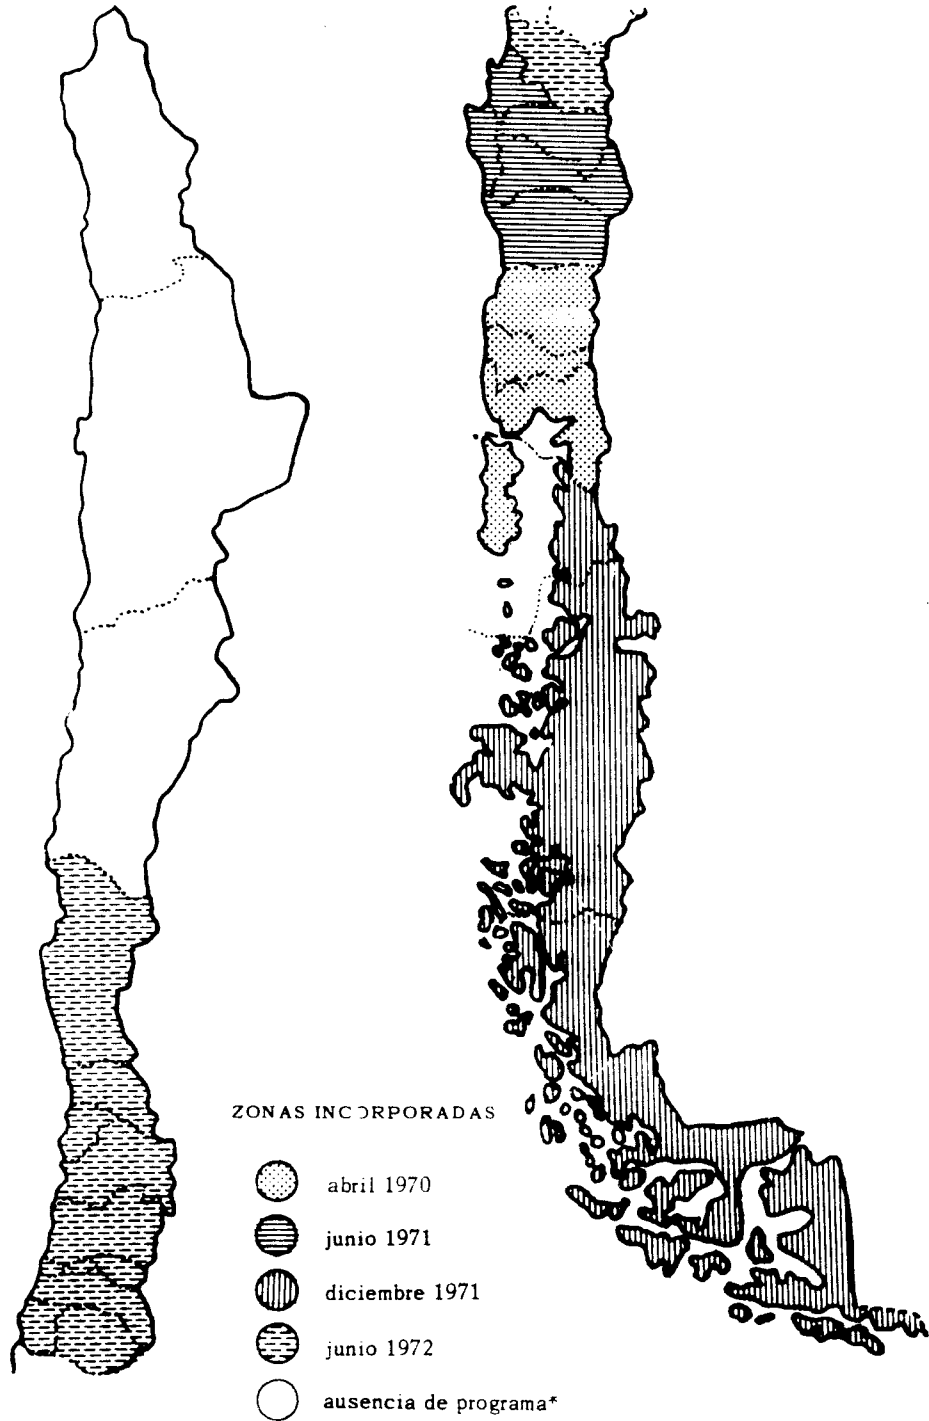 ZONAS INCORPORADAS
abril 1970
junio 1971
diciembre 1971
junio 1972
ausencia de programa*